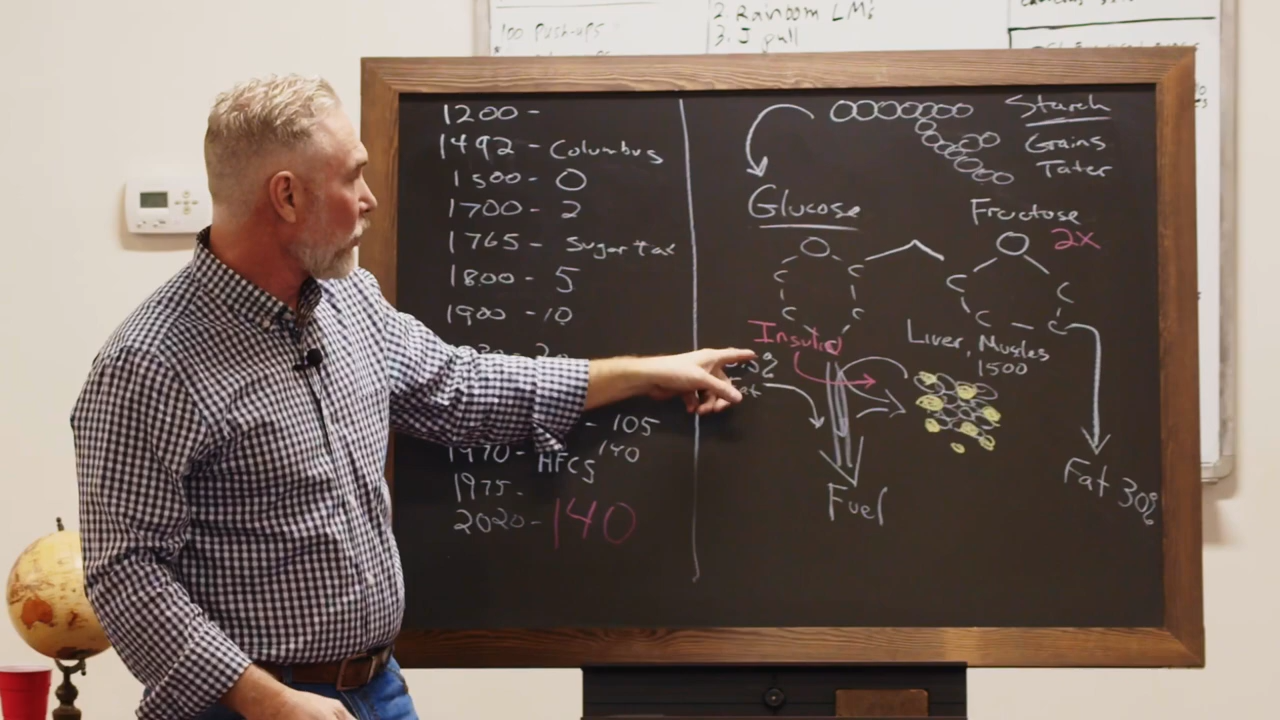 100 PUSH-UPS
2. Rainbom LMs
3. J pull
1200 -
1492 - Columbus
1500 - 0
1700 - 2
1765 - Sugar tax
1800 - 5
1900 - 10
- 105
1970 - HFCS 140
1975 -
2020 - 140
Starch
Grains
Tater
Glucose
Fructose
2x
O
O
C
C
C
C
C
C
C
C
Insulin
Liver, Muscles
1500
Fuel
Fat 30%